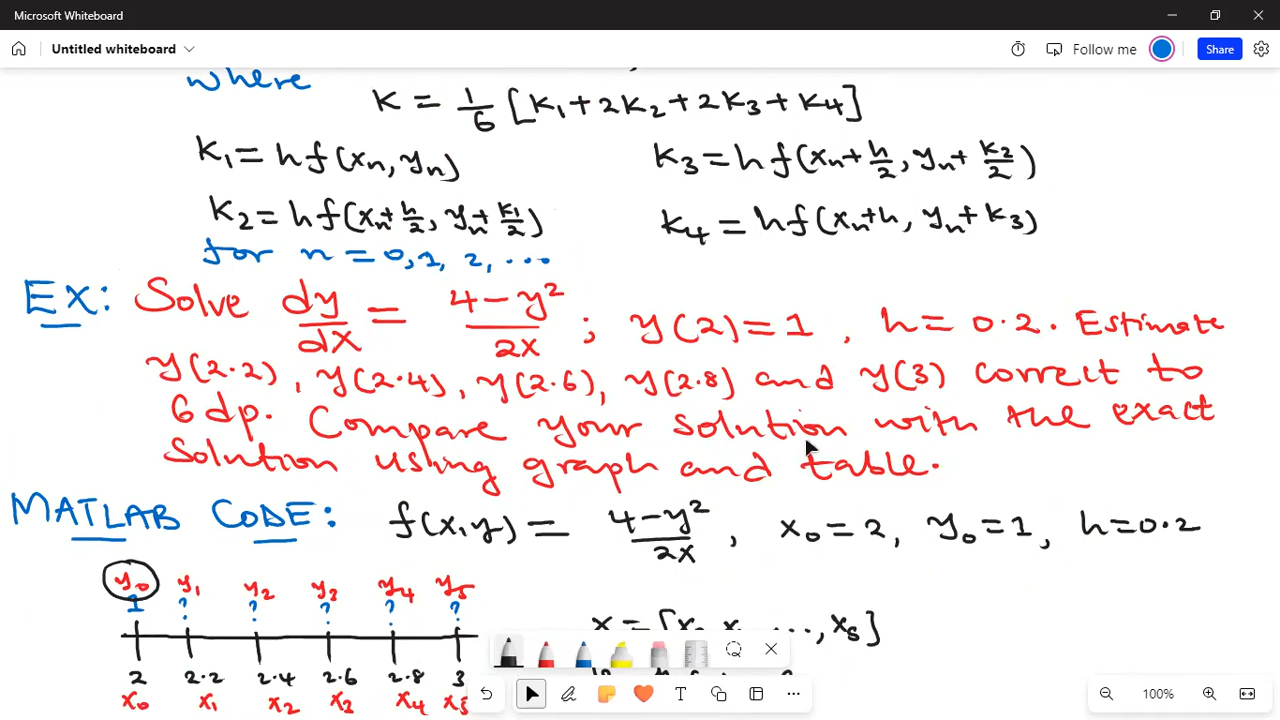 Microsoft Whiteboard
Untitled whiteboard
Follow me
Share
where
K = 1/6 [K₁ + 2K₂ + 2K₃ + K₄]
K₁ = hf(xₙ, yₙ)
K₃ = hf(xₙ + h/2, yₙ + K₂/2)
K₂ = hf(xₙ + h/2, yₙ + K₁/2)
K₄ = hf(xₙ + h, yₙ + K₃)
for n = 0, 1, 2, ...
EX: Solve dy/dx = (4 - y²)/2x ; y(2) = 1 , h = 0.2. Estimate
y(2.2), y(2.4), y(2.6), y(2.8) and y(3) correct to
6 dp. Compare your solution with the exact
Solution using graph and table.
MATLAB CODE: f(x,y) = (4 - y²)/2x , x₀ = 2, y₀ = 1, h = 0.2
y₀ y₁ y₂ y₃ y₄ y₅
1 ? ? ? ? ?
2 2.2 2.4 2.6 2.8 3
x₀ x₁ x₂ x₃ x₄ x₅
..., x₅]
100%